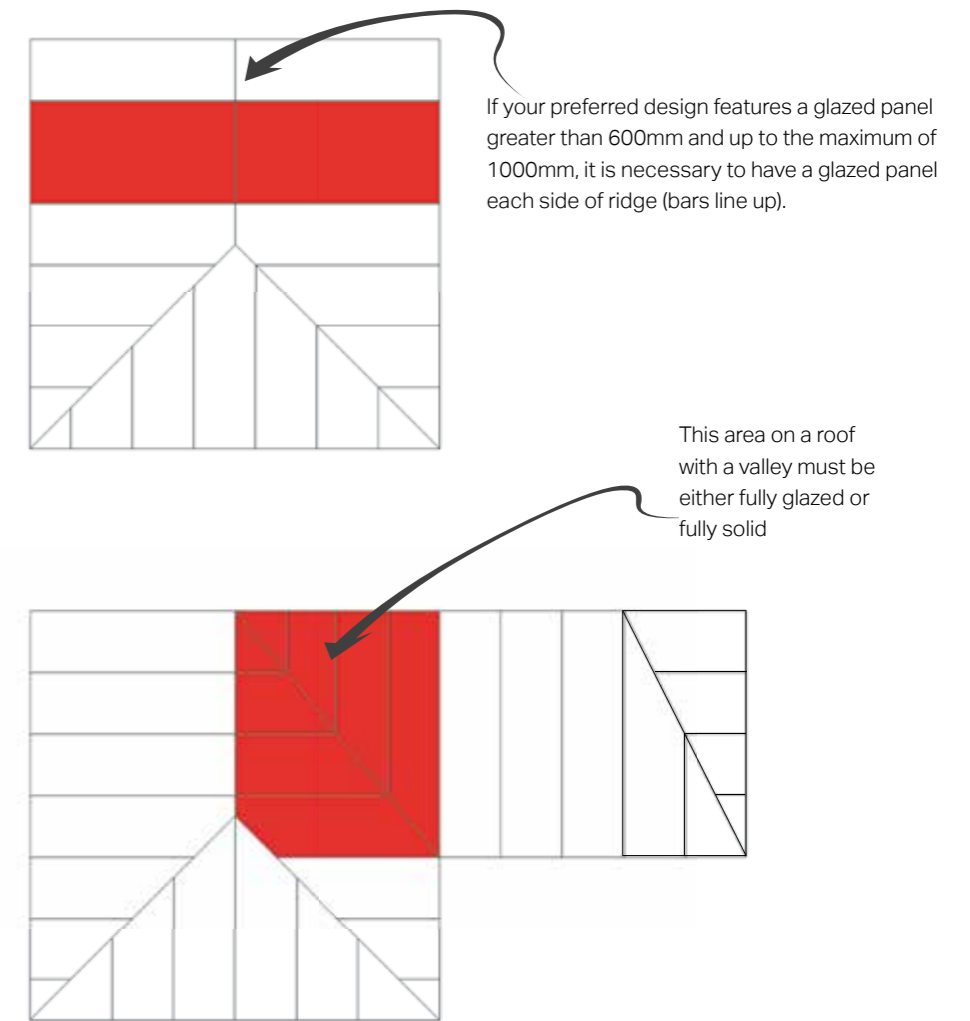 If your preferred design features a glazed panel
greater than 600mm and up to the maximum of
1000mm, it is necessary to have a glazed panel
each side of ridge (bars line up).
This area on a roof
with a valley must be
either fully glazed or
fully solid